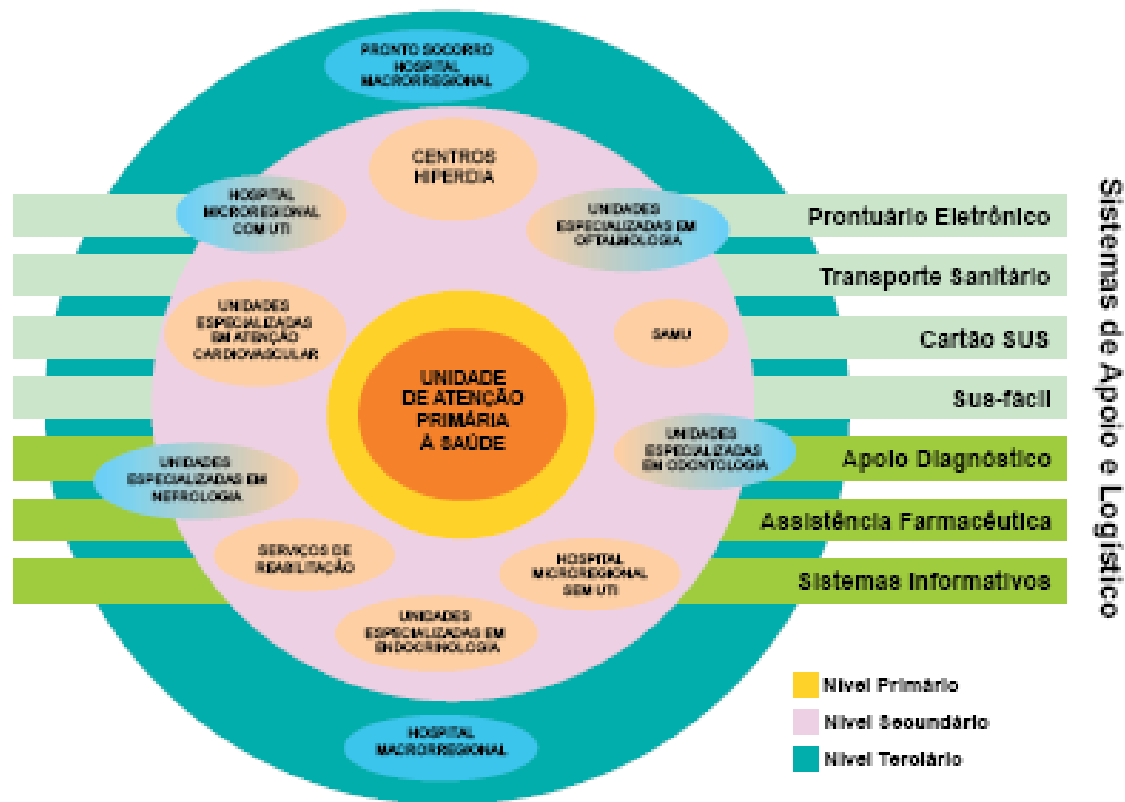 PRONTO SOCORRO
HOSPITAL
MACRORREGIONAL
CENTROS
HIPERDIA
HOSPITAL
MICROREGIONAL
COM UTI
UNIDADES
ESPECIALIZADAS EM
OFTALMOLOGIA
UNIDADES
ESPECIALIZADAS
EM ATENÇÃO
CARDIOVASCULAR
SAMU
UNIDADE
DE ATENÇÃO
PRIMÁRIA
À SAÚDE
UNIDADES
ESPECIALIZADAS EM
NEFROLOGIA
UNIDADES
ESPECIALIZADAS
EM ODONTOLOGIA
SERVIÇOS DE
REABILITAÇÃO
HOSPITAL
MICROREGIONAL
SEM UTI
UNIDADES
ESPECIALIZADAS EM
ENDOCRINOLOGIA
HOSPITAL
MACRORREGIONAL
Prontuário Eletrônico
Transporte Sanitário
Cartão SUS
Sus-fácil
Apoio Diagnóstico
Assistência Farmacêutica
Sistemas Informativos
Sistemas de Apoio e Logístico
Nível Primário
Nível Secundário
Nível Terciário